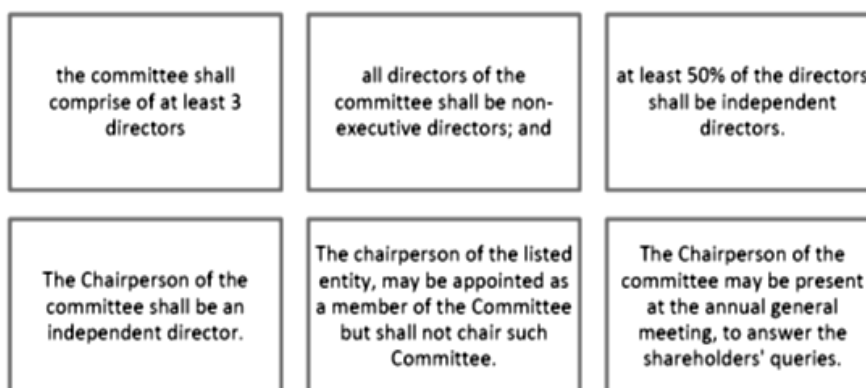 the committee shall
comprise of at least 3
directors
all directors of the
committee shall be non-
executive directors; and
at least 50% of the directors
shall be independent
directors.
The Chairperson of the
committee shall be an
independent director.
The chairperson of the listed
entity, may be appointed as
a member of the Committee
but shall not chair such
Committee.
The Chairperson of the
committee may be present
at the annual general
meeting, to answer the
shareholders' queries.